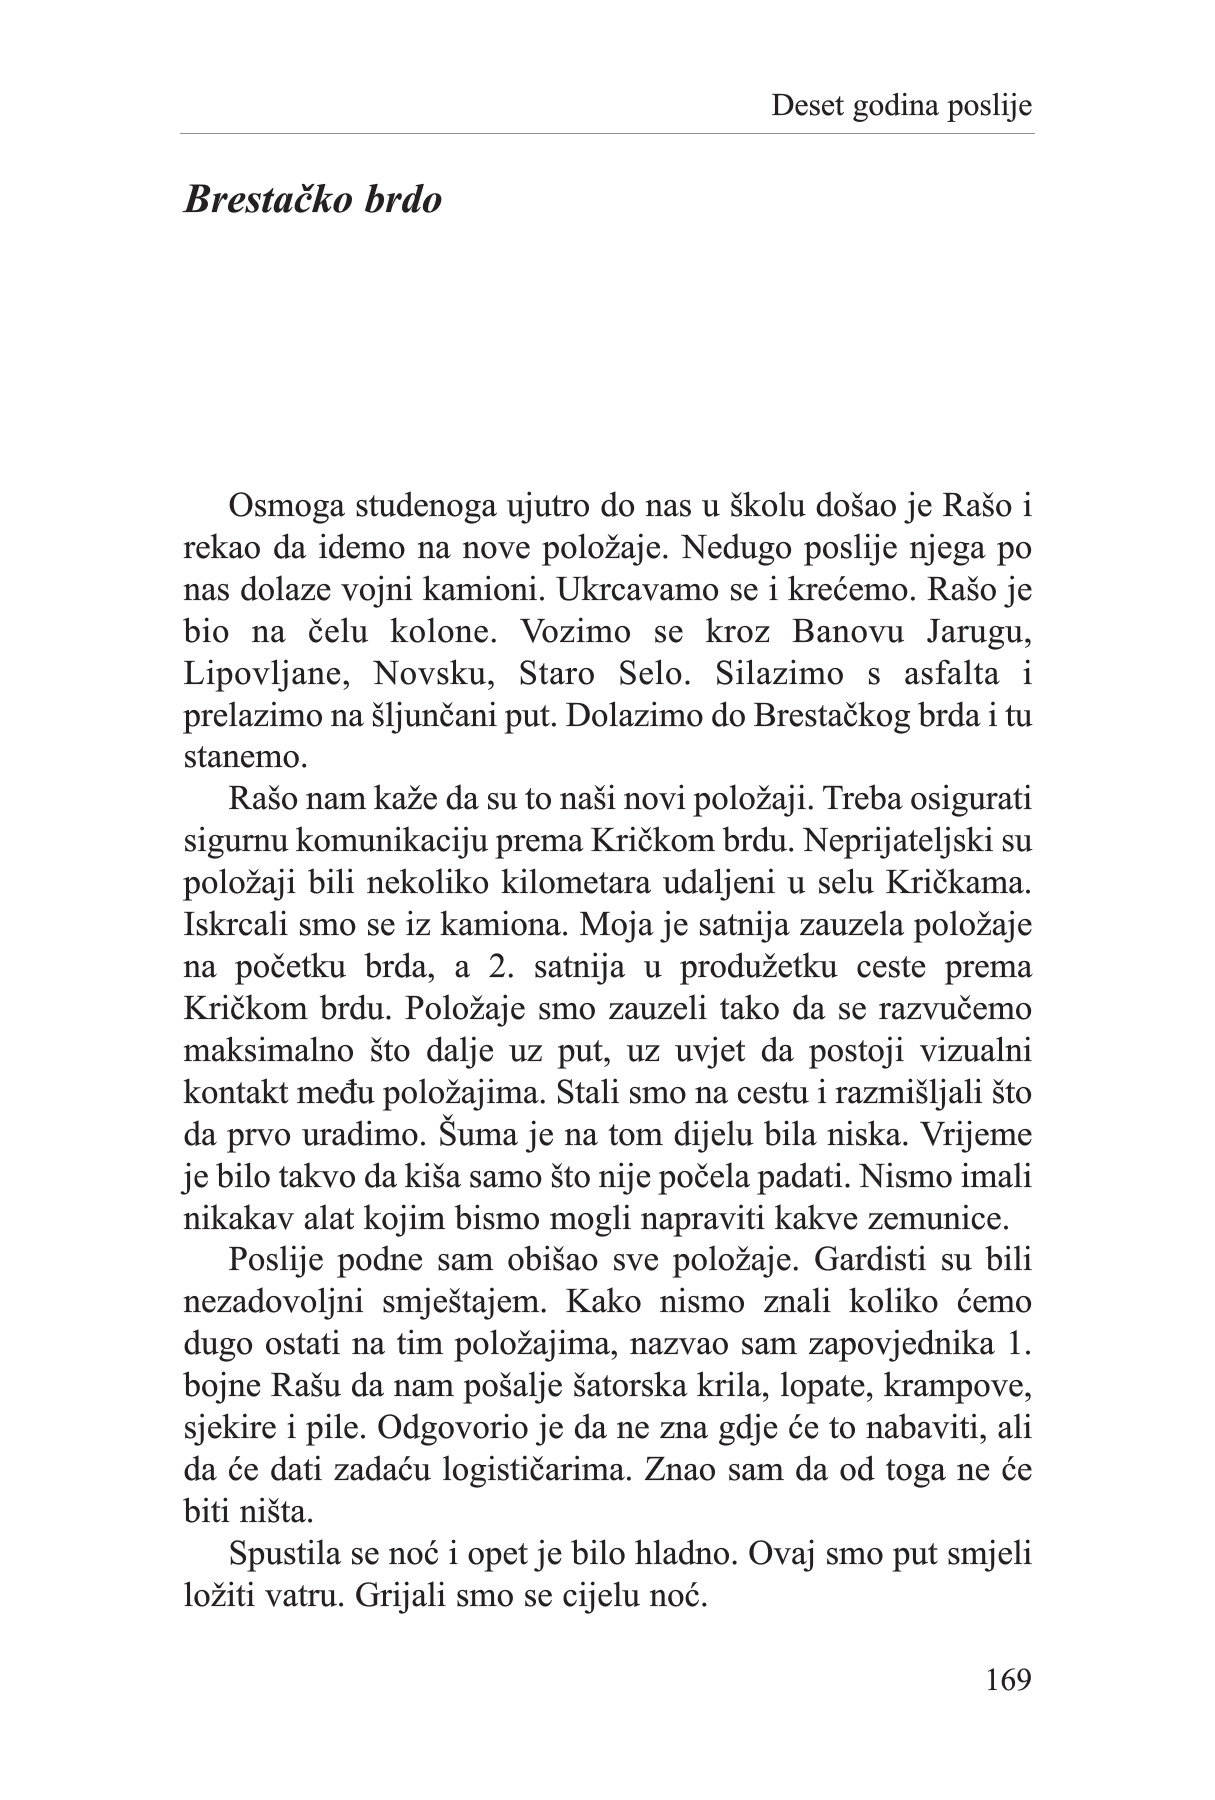 Deset godina poslije
Brestačko brdo
Osmoga studenoga ujutro do nas u školu došao je Rašo i
rekao da idemo na nove položaje. Nedugo poslije njega po
nas dolaze vojni kamioni. Ukrcavamo se i krećemo. Rašo je
bio na čelu kolone. Vozimo se kroz Banovu Jarugu,
Lipovljane, Novsku, Staro Selo. Silazimo s asfalta i
prelazimo na šljunčani put. Dolazimo do Brestačkog brda i tu
stanemo.
Rašo nam kaže da su to naši novi položaji. Treba osigurati
sigurnu komunikaciju prema Kričkom brdu. Neprijateljski su
položaji bili nekoliko kilometara udaljeni u selu Kričkama.
Iskrcali smo se iz kamiona. Moja je satnija zauzela položaje
na početku brda, a 2. satnija u produžetku ceste prema
Kričkom brdu. Položaje smo zauzeli tako da se razvučemo
maksimalno što dalje uz put, uz uvjet da postoji vizualni
kontakt među položajima. Stali smo na cestu i razmišljali što
da prvo uradimo. Šuma je na tom dijelu bila niska. Vrijeme
je bilo takvo da kiša samo što nije počela padati. Nismo imali
nikakav alat kojim bismo mogli napraviti kakve zemunice.
Poslije podne sam obišao sve položaje. Gardisti su bili
nezadovoljni smještajem. Kako nismo znali koliko ćemo
dugo ostati na tim položajima, nazvao sam zapovjednika 1.
bojne Rašu da nam pošalje šatorska krila, lopate, krampove,
sjekire i pile. Odgovorio je da ne zna gdje će to nabaviti, ali
da će dati zadaću logističarima. Znao sam da od toga ne će
biti ništa.
Spustila se noć i opet je bilo hladno. Ovaj smo put smjeli
ložiti vatru. Grijali smo se cijelu noć.
169